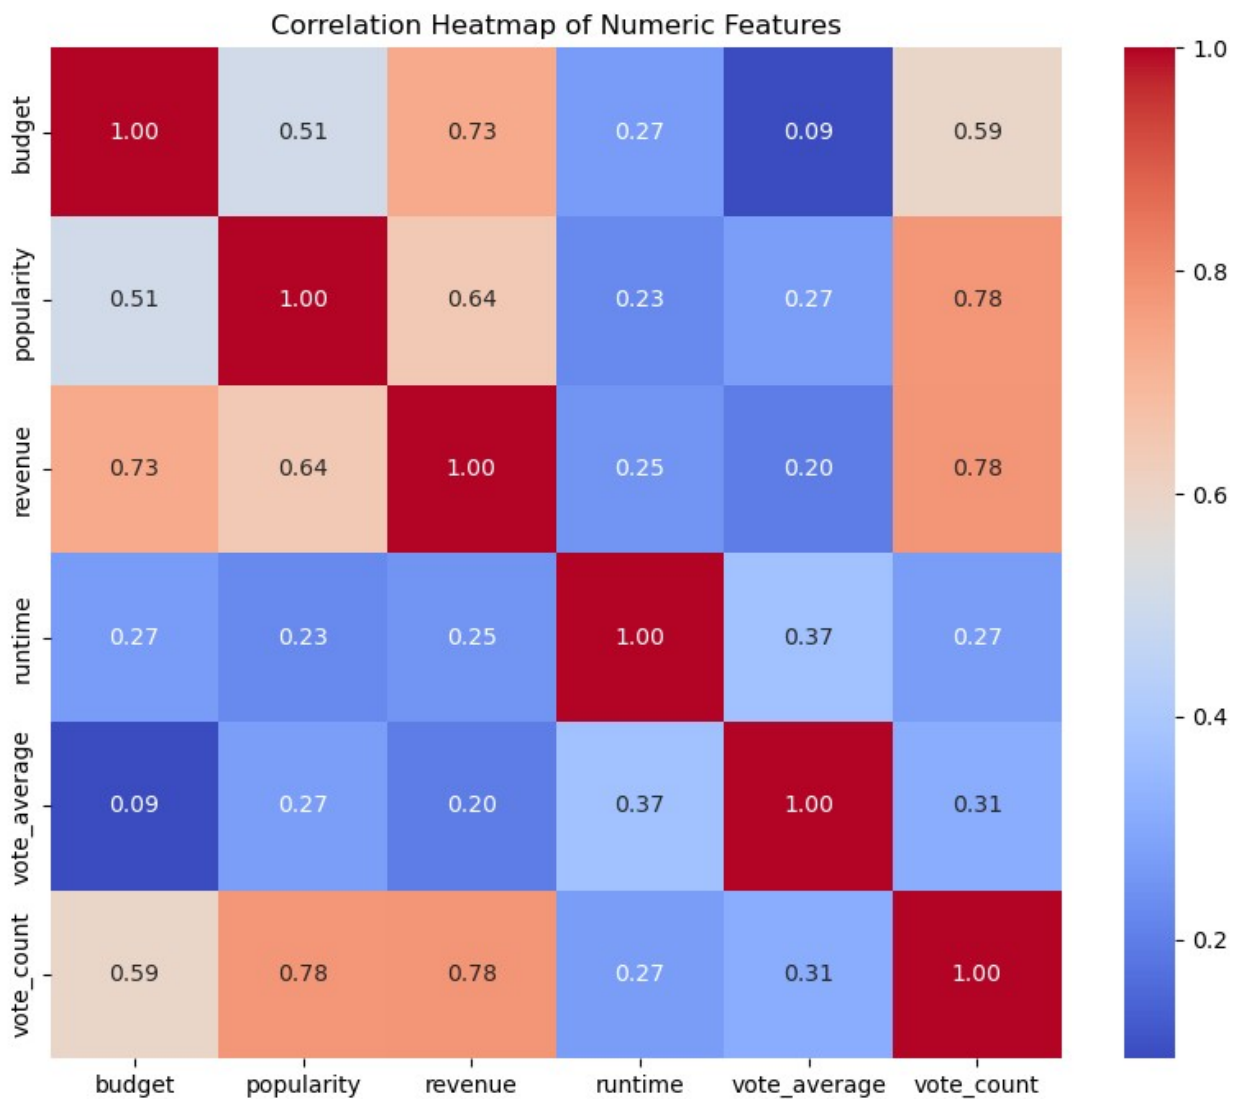 Correlation Heatmap of Numeric Features
budget 1.00 0.51 0.73 0.27 0.09 0.59
popularity 0.51 1.00 0.64 0.23 0.27 0.78
revenue 0.73 0.64 1.00 0.25 0.20 0.78
runtime 0.27 0.23 0.25 1.00 0.37 0.27
vote_average 0.09 0.27 0.20 0.37 1.00 0.31
vote_count 0.59 0.78 0.78 0.27 0.31 1.00
budget popularity revenue runtime vote_average vote_count
1.0
0.8
0.6
0.4
0.2